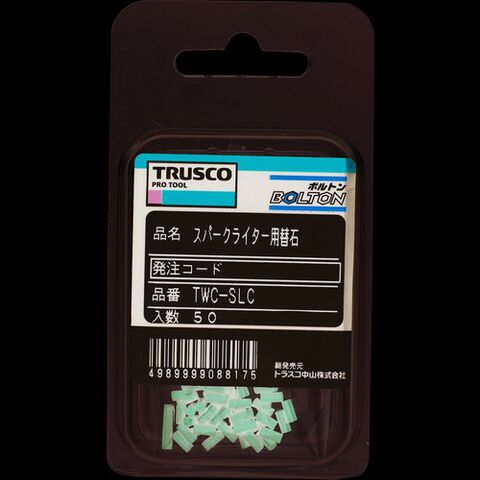 TRUSCO
PRO TOOL
ボルトン
BOLTON
品名 スパークライター用替石
発注コード
品番 TWC-SLC
入数 50
4989999088175
総発売元
トラスコ中山株式会社